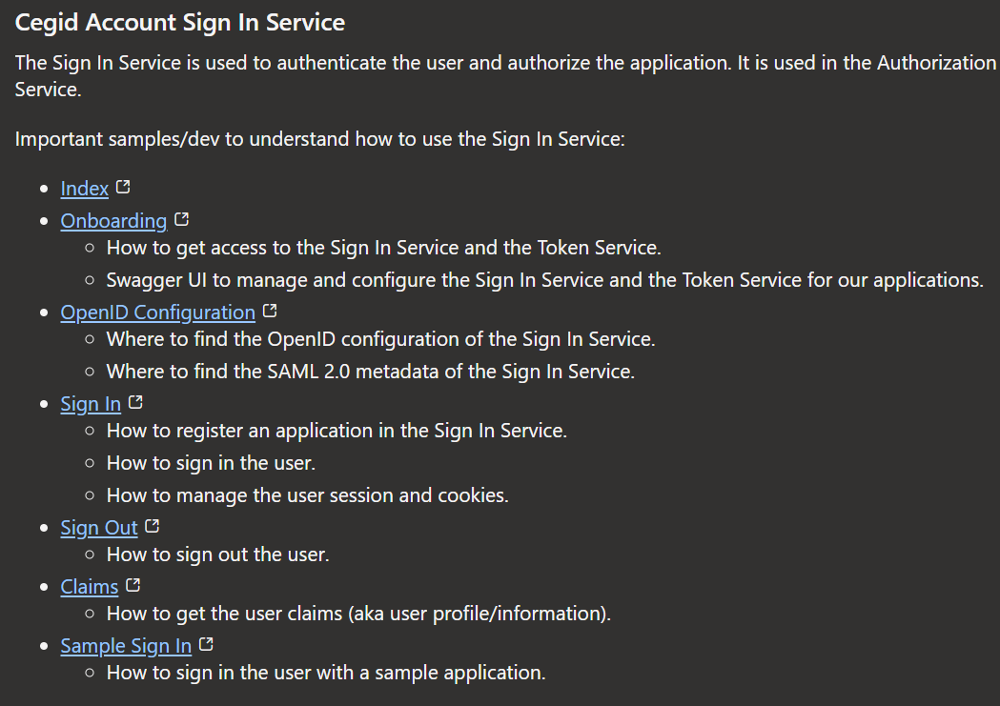 Cegid Account Sign In Service
The Sign In Service is used to authenticate the user and authorize the application. It is used in the Authorization
Service.
Important samples/dev to understand how to use the Sign In Service:
Index
Onboarding
How to get access to the Sign In Service and the Token Service.
Swagger UI to manage and configure the Sign In Service and the Token Service for our applications.
OpenID Configuration
Where to find the OpenID configuration of the Sign In Service.
Where to find the SAML 2.0 metadata of the Sign In Service.
Sign In
How to register an application in the Sign In Service.
How to sign in the user.
How to manage the user session and cookies.
Sign Out
How to sign out the user.
Claims
How to get the user claims (aka user profile/information).
Sample Sign In
How to sign in the user with a sample application.